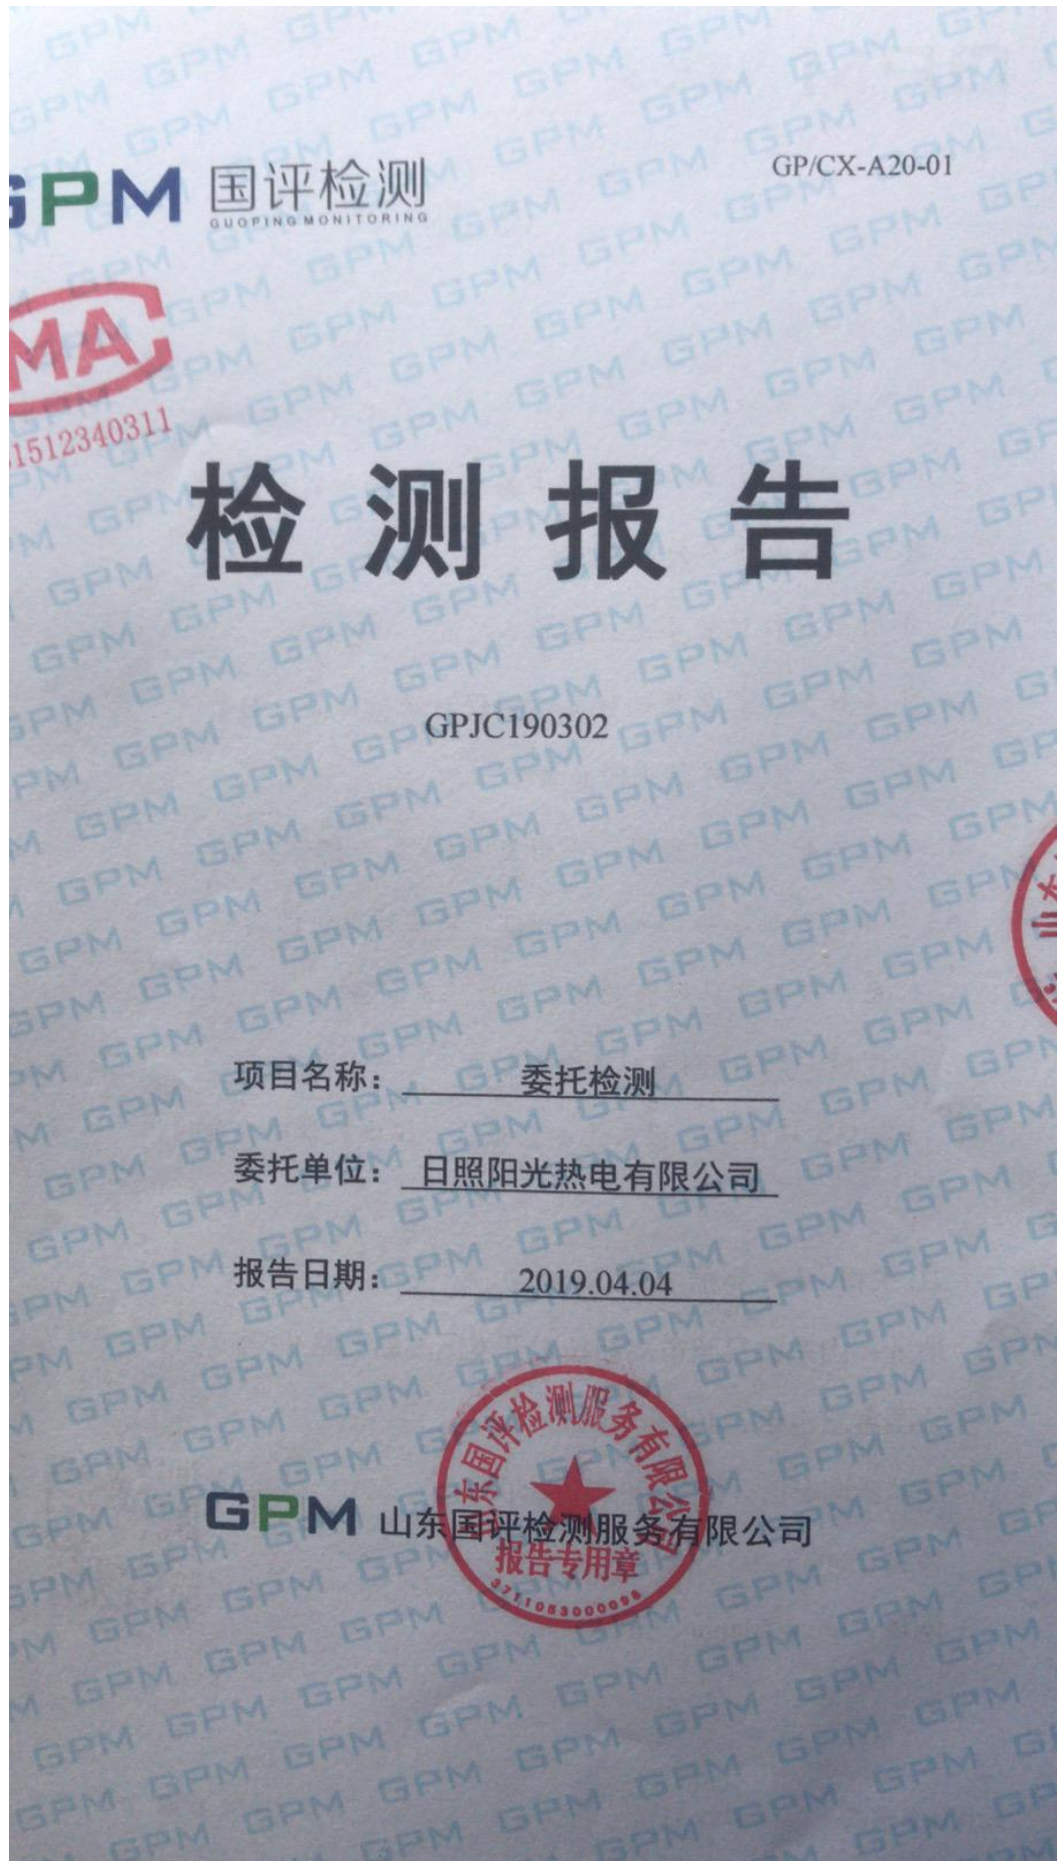 GPM 国评检测
GUOPING MONITORING
GP/CX-A20-01
MA
1512340311
检测报告
GPJC190302
项目名称： 委托检测
委托单位： 日照阳光热电有限公司
报告日期： 2019.04.04
山东国评检测服务有限公司
GPM 山东国评检测服务有限公司
报告专用章